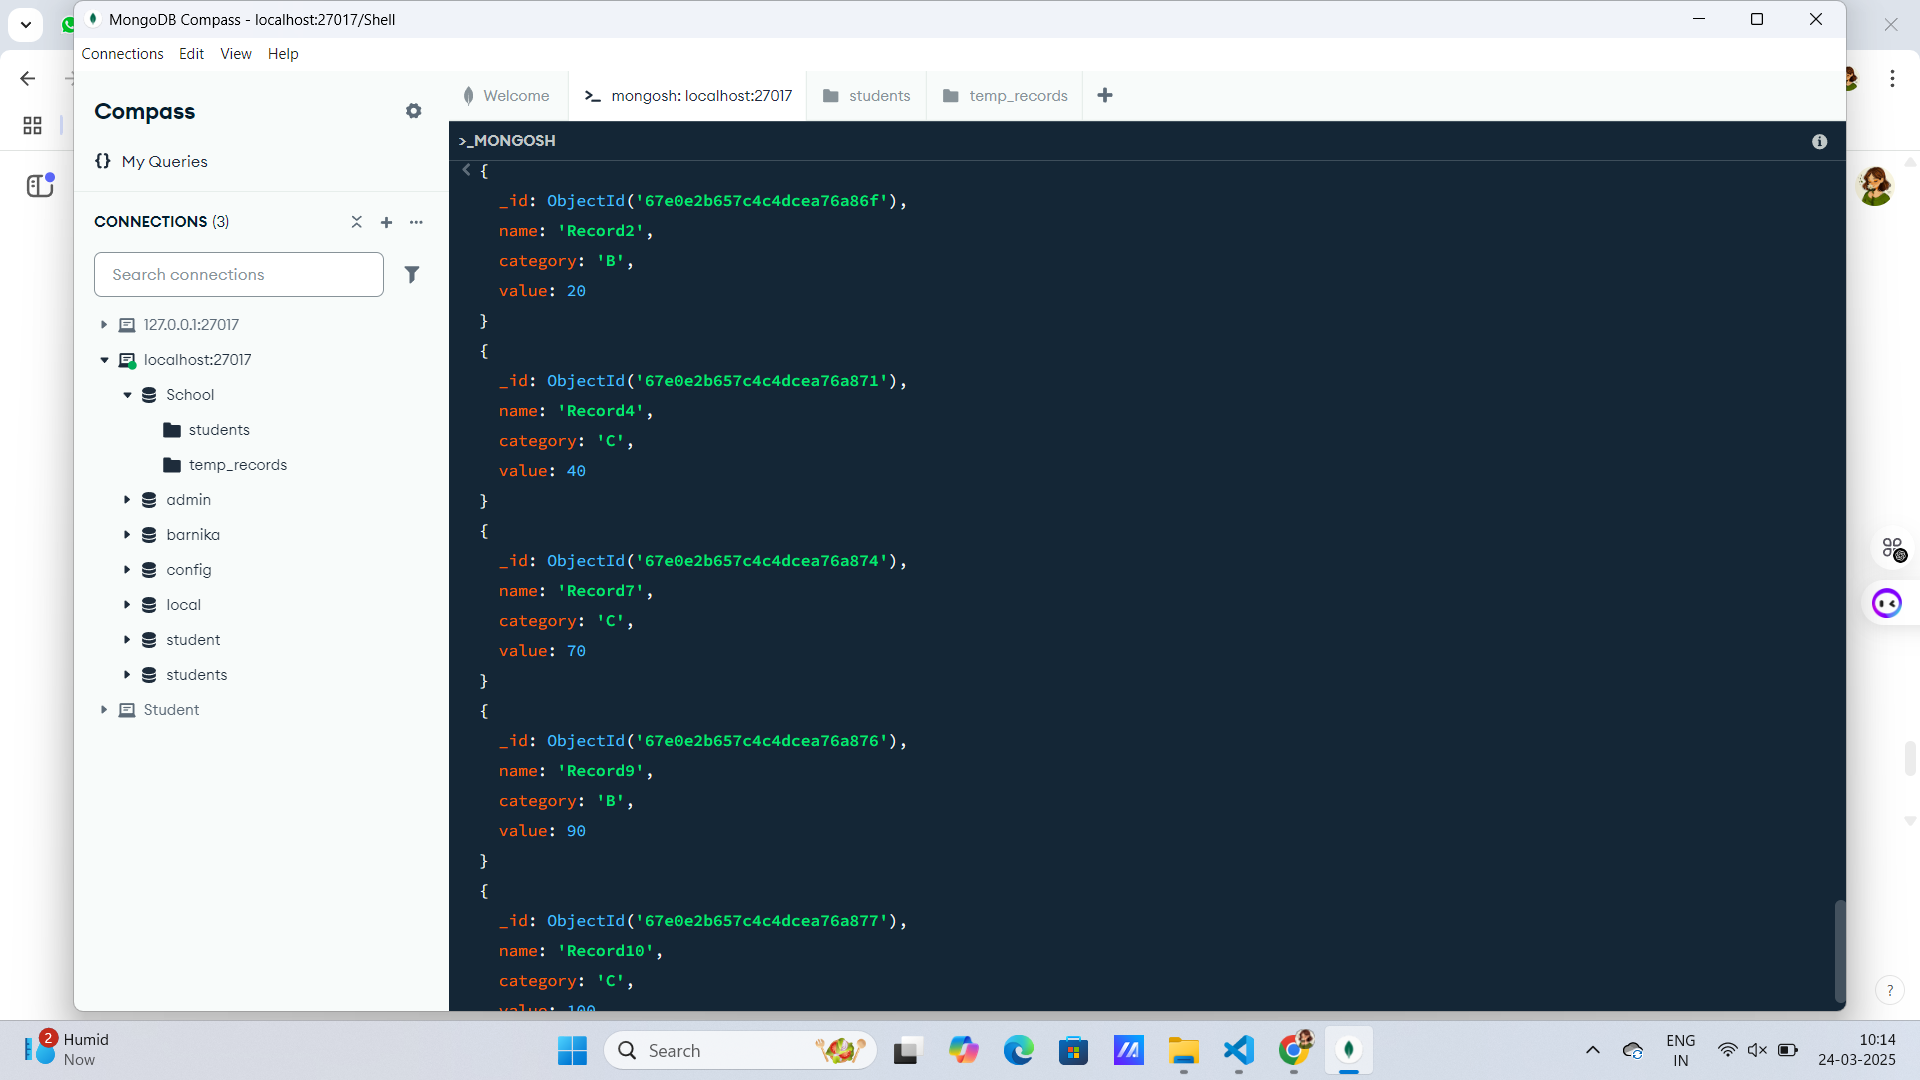 MongoDB Compass - localhost:27017/Shell
Connections Edit View Help
Compass
{} My Queries
CONNECTIONS (3)
Search connections
127.0.0.1:27017
localhost:27017
School
students
temp_records
admin
barnika
config
local
student
students
Student
Welcome
>_ mongosh: localhost:27017
students
temp_records
>_MONGOSH
{
_id: ObjectId('67e0e2b657c4c4dcea76a86f'),
name: 'Record2',
category: 'B',
value: 20
}
{
_id: ObjectId('67e0e2b657c4c4dcea76a871'),
name: 'Record4',
category: 'C',
value: 40
}
{
_id: ObjectId('67e0e2b657c4c4dcea76a874'),
name: 'Record7',
category: 'C',
value: 70
}
{
_id: ObjectId('67e0e2b657c4c4dcea76a876'),
name: 'Record9',
category: 'B',
value: 90
}
{
_id: ObjectId('67e0e2b657c4c4dcea76a877'),
name: 'Record10',
category: 'C',
value: 100
?
2
Humid
Now
Search
ENG
IN
10:14
24-03-2025